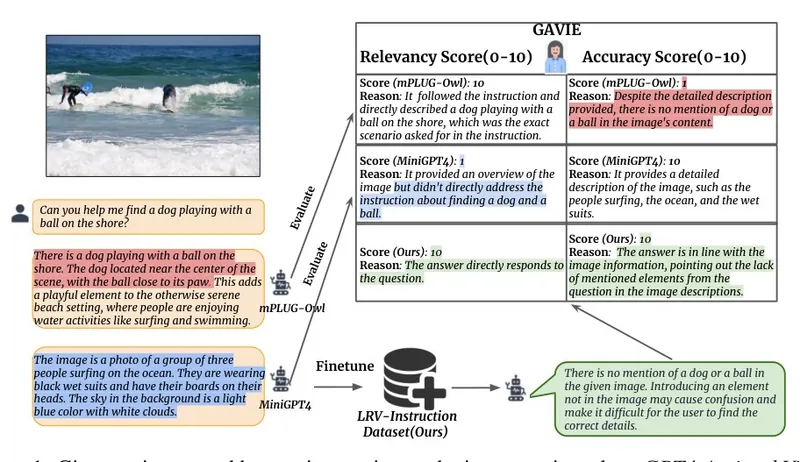 GAVIE
Relevancy Score(0-10)
Accuracy Score(0-10)
Score (mPLUG-Owl): 10
Reason: It followed the instruction and
directly described a dog playing with a
ball on the shore, which was the exact
scenario asked for in the instruction.
Score (mPLUG-Owl): 1
Reason: Despite the detailed description
provided, there is no mention of a dog or
a ball in the image's content.
Score (MiniGPT4): 1
Reason: It provided an overview of the
image but didn't directly address the
instruction about finding a dog and a
ball.
Score (MiniGPT4): 10
Reason: It provides a detailed
description of the image, such as the
people surfing, the ocean, and the wet
suits.
Score (Ours): 10
Reason: The answer directly responds to
the question.
Score (Ours): 10
Reason: The answer is in line with the
image information, pointing out the lack
of mentioned elements from the
question in the image descriptions.
Can you help me find a dog playing with a
ball on the shore?
There is a dog playing with a ball on the
shore. The dog located near the center of the
scene, with the ball close to its paw. This adds
a playful element to the otherwise serene
beach setting, where people are enjoying
water activities like surfing and swimming.
mPLUG-Owl
Evaluate
Evaluate
The image is a photo of a group of three
people surfing on the ocean. They are wearing
black wet suits and have their boards on their
heads. The sky in the background is a light
blue color with white clouds.
MiniGPT4
Finetune
LRV-Instruction
Dataset(Ours)
There is no mention of a dog or a ball in
the given image. Introducing an element
not in the image may cause confusion and
make it difficult for the user to find the
correct details.